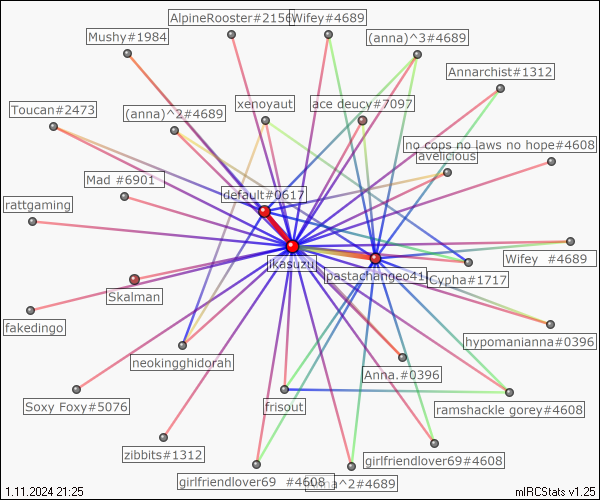 AlpineRooster#2156
Wifey#4689
Mushy#1984
(anna)^3#4689
Annarchist#1312
Toucan#2473
(anna)^2#4689
xenoyaut
ace deucy#7097
no cops no laws no hope#4608
avelicious
Mad #6901
default#0617
rattgaming
ikasuzu
lpastachangeo41
Wifey #4689
Cypha#1717
Skalman
fakedingo
hypomanianna#0396
neokingghidorah
Anna.#0396
Soxy Foxy#5076
frisout
ramshackle gorey#4608
zibbits#1312
girlfriendlover69#4608
girlfriendlover69 #4608
^2#4689
1.11.2024 21:25
mIRCStats v1.25